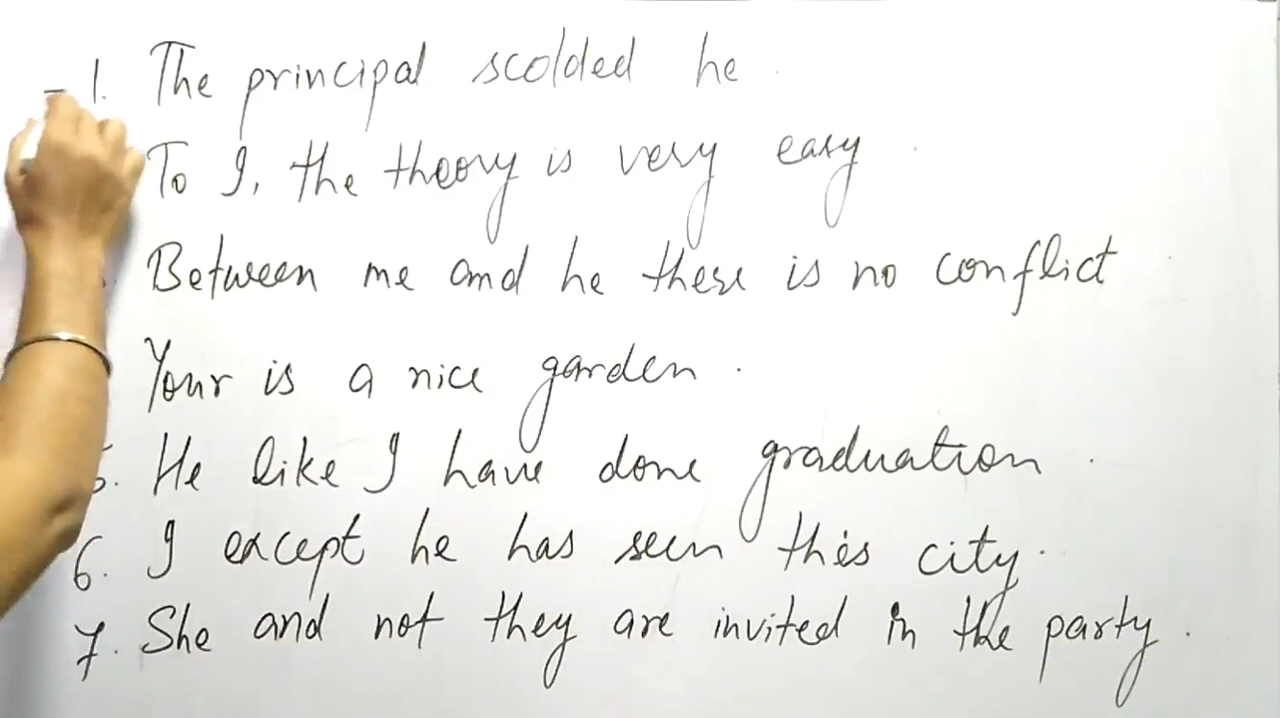 1. The principal scolded he.
To I, the theory is very easy.
Between me and he there is no conflict.
Your is a nice garden.
5. He like I have done graduation.
6. I except he has seen this city.
7. She and not they are invited in the party.